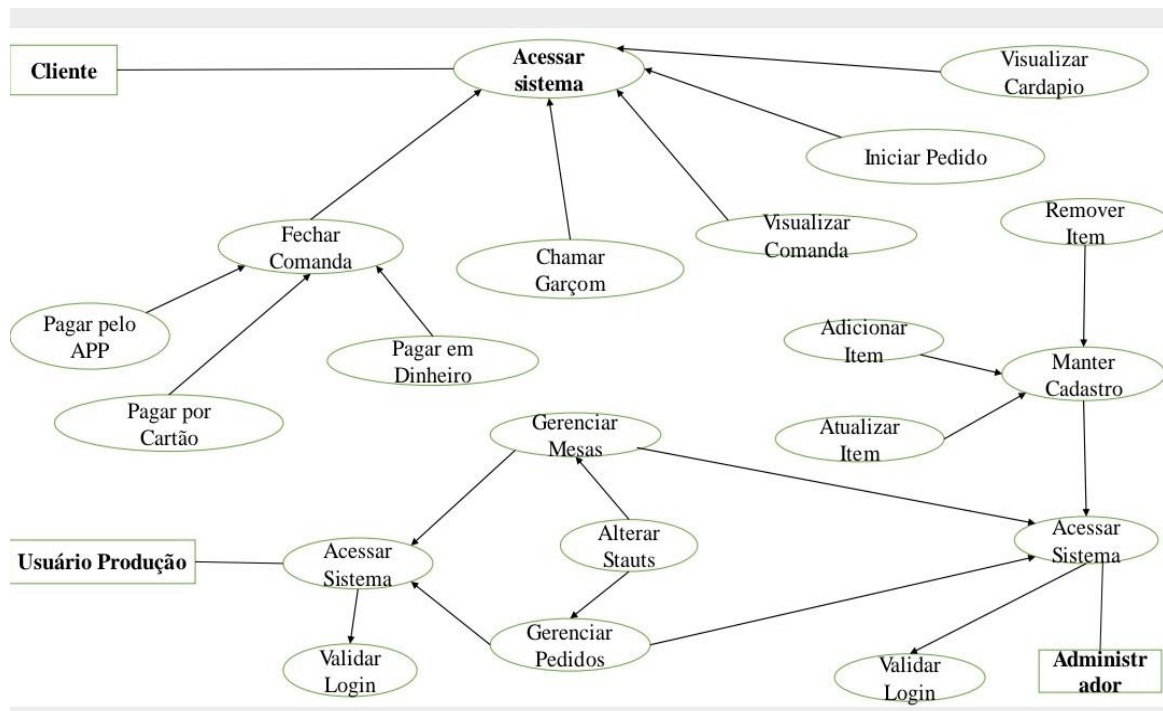 Cliente
Acessar
sistema
Visualizar
Cardapio
Iniciar Pedido
Visualizar
Comanda
Remover
Item
Fechar
Comanda
Chamar
Garçom
Pagar pelo
APP
Pagar em
Dinheiro
Adicionar
Item
Manter
Cadastro
Pagar por
Cartão
Gerenciar
Mesas
Atualizar
Item
Usuário Produção
Acessar
Sistema
Alterar
Stauts
Acessar
Sistema
Validar
Login
Gerenciar
Pedidos
Validar
Login
Administr
ador